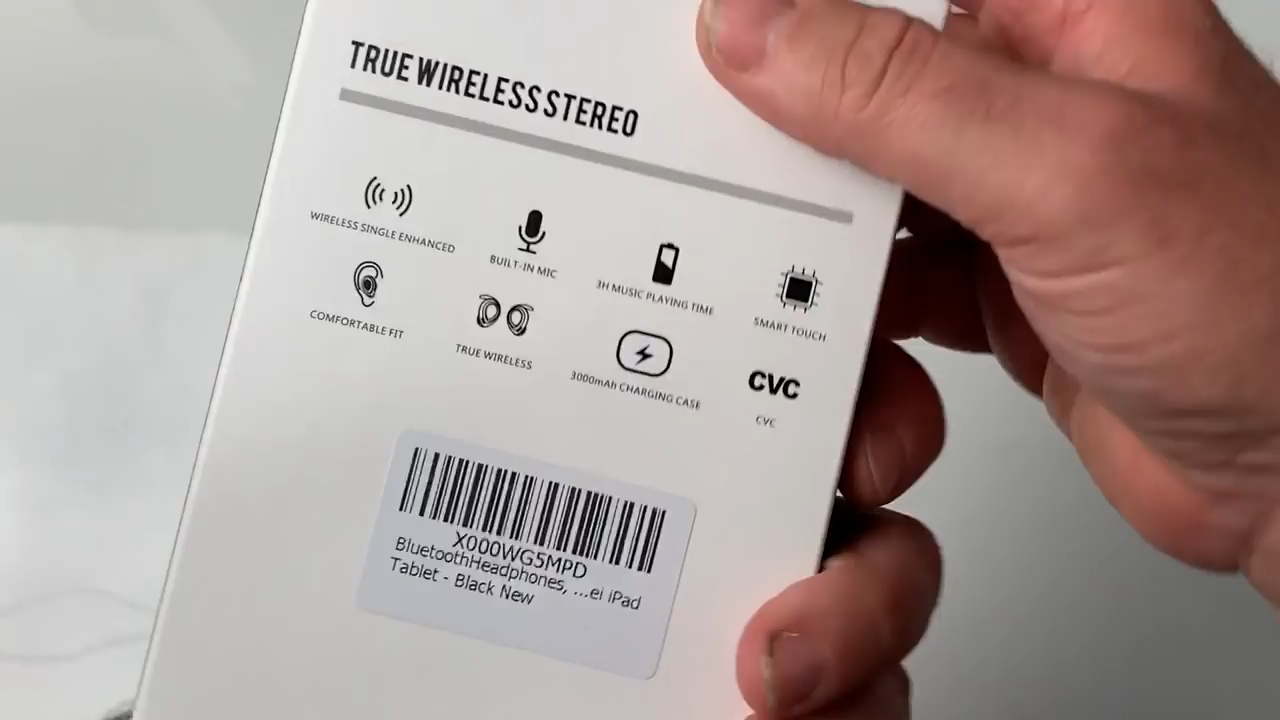 TRUE WIRELESS STEREO
WIRELESS SINGLE ENHANCED
BUILT-IN MIC
3H MUSIC PLAYING TIME
SMART TOUCH
COMFORTABLE FIT
TRUE WIRELESS
3000mAh CHARGING CASE
CVC
CVC
X000WG5MPD
BluetoothHeadphones, ...ei iPad
Tablet - Black New